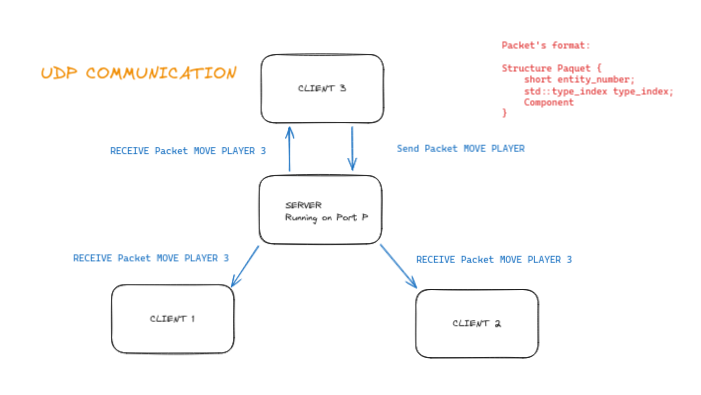 Packet's format:
UDP COMMUNICATION
Structure Paquet {
short entity_number;
std::type_index type_index;
Component
}
CLIENT 3
RECEIVE Packet MOVE PLAYER 3
Send Packet MOVE PLAYER
SERVER
Running on Port P
RECEIVE Packet MOVE PLAYER 3
RECEIVE Packet MOVE PLAYER 3
CLIENT 1
CLIENT 2